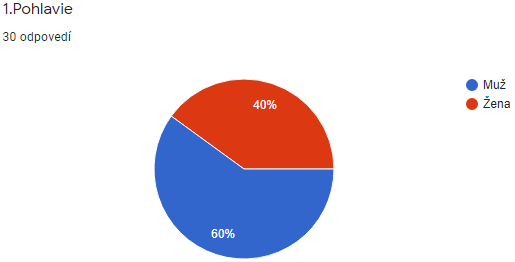 1.Pohlavie
30 odpovedí
Muž
Žena
40%
60%